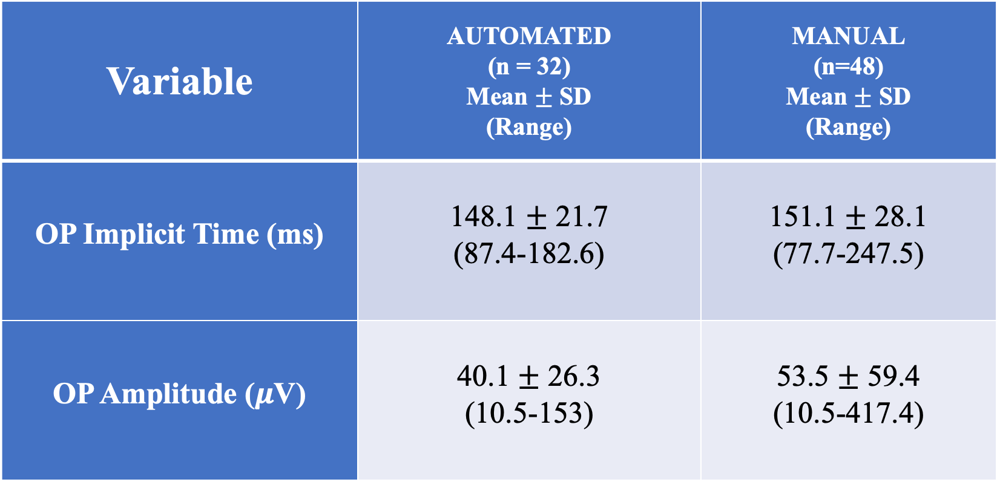 Variable
AUTOMATED
(n = 32)
Mean ± SD
(Range)
MANUAL
(n=48)
Mean ± SD
(Range)
OP Implicit Time (ms)
148.1 ± 21.7
(87.4-182.6)
151.1 ± 28.1
(77.7-247.5)
OP Amplitude (μV)
40.1 ± 26.3
(10.5-153)
53.5 ± 59.4
(10.5-417.4)